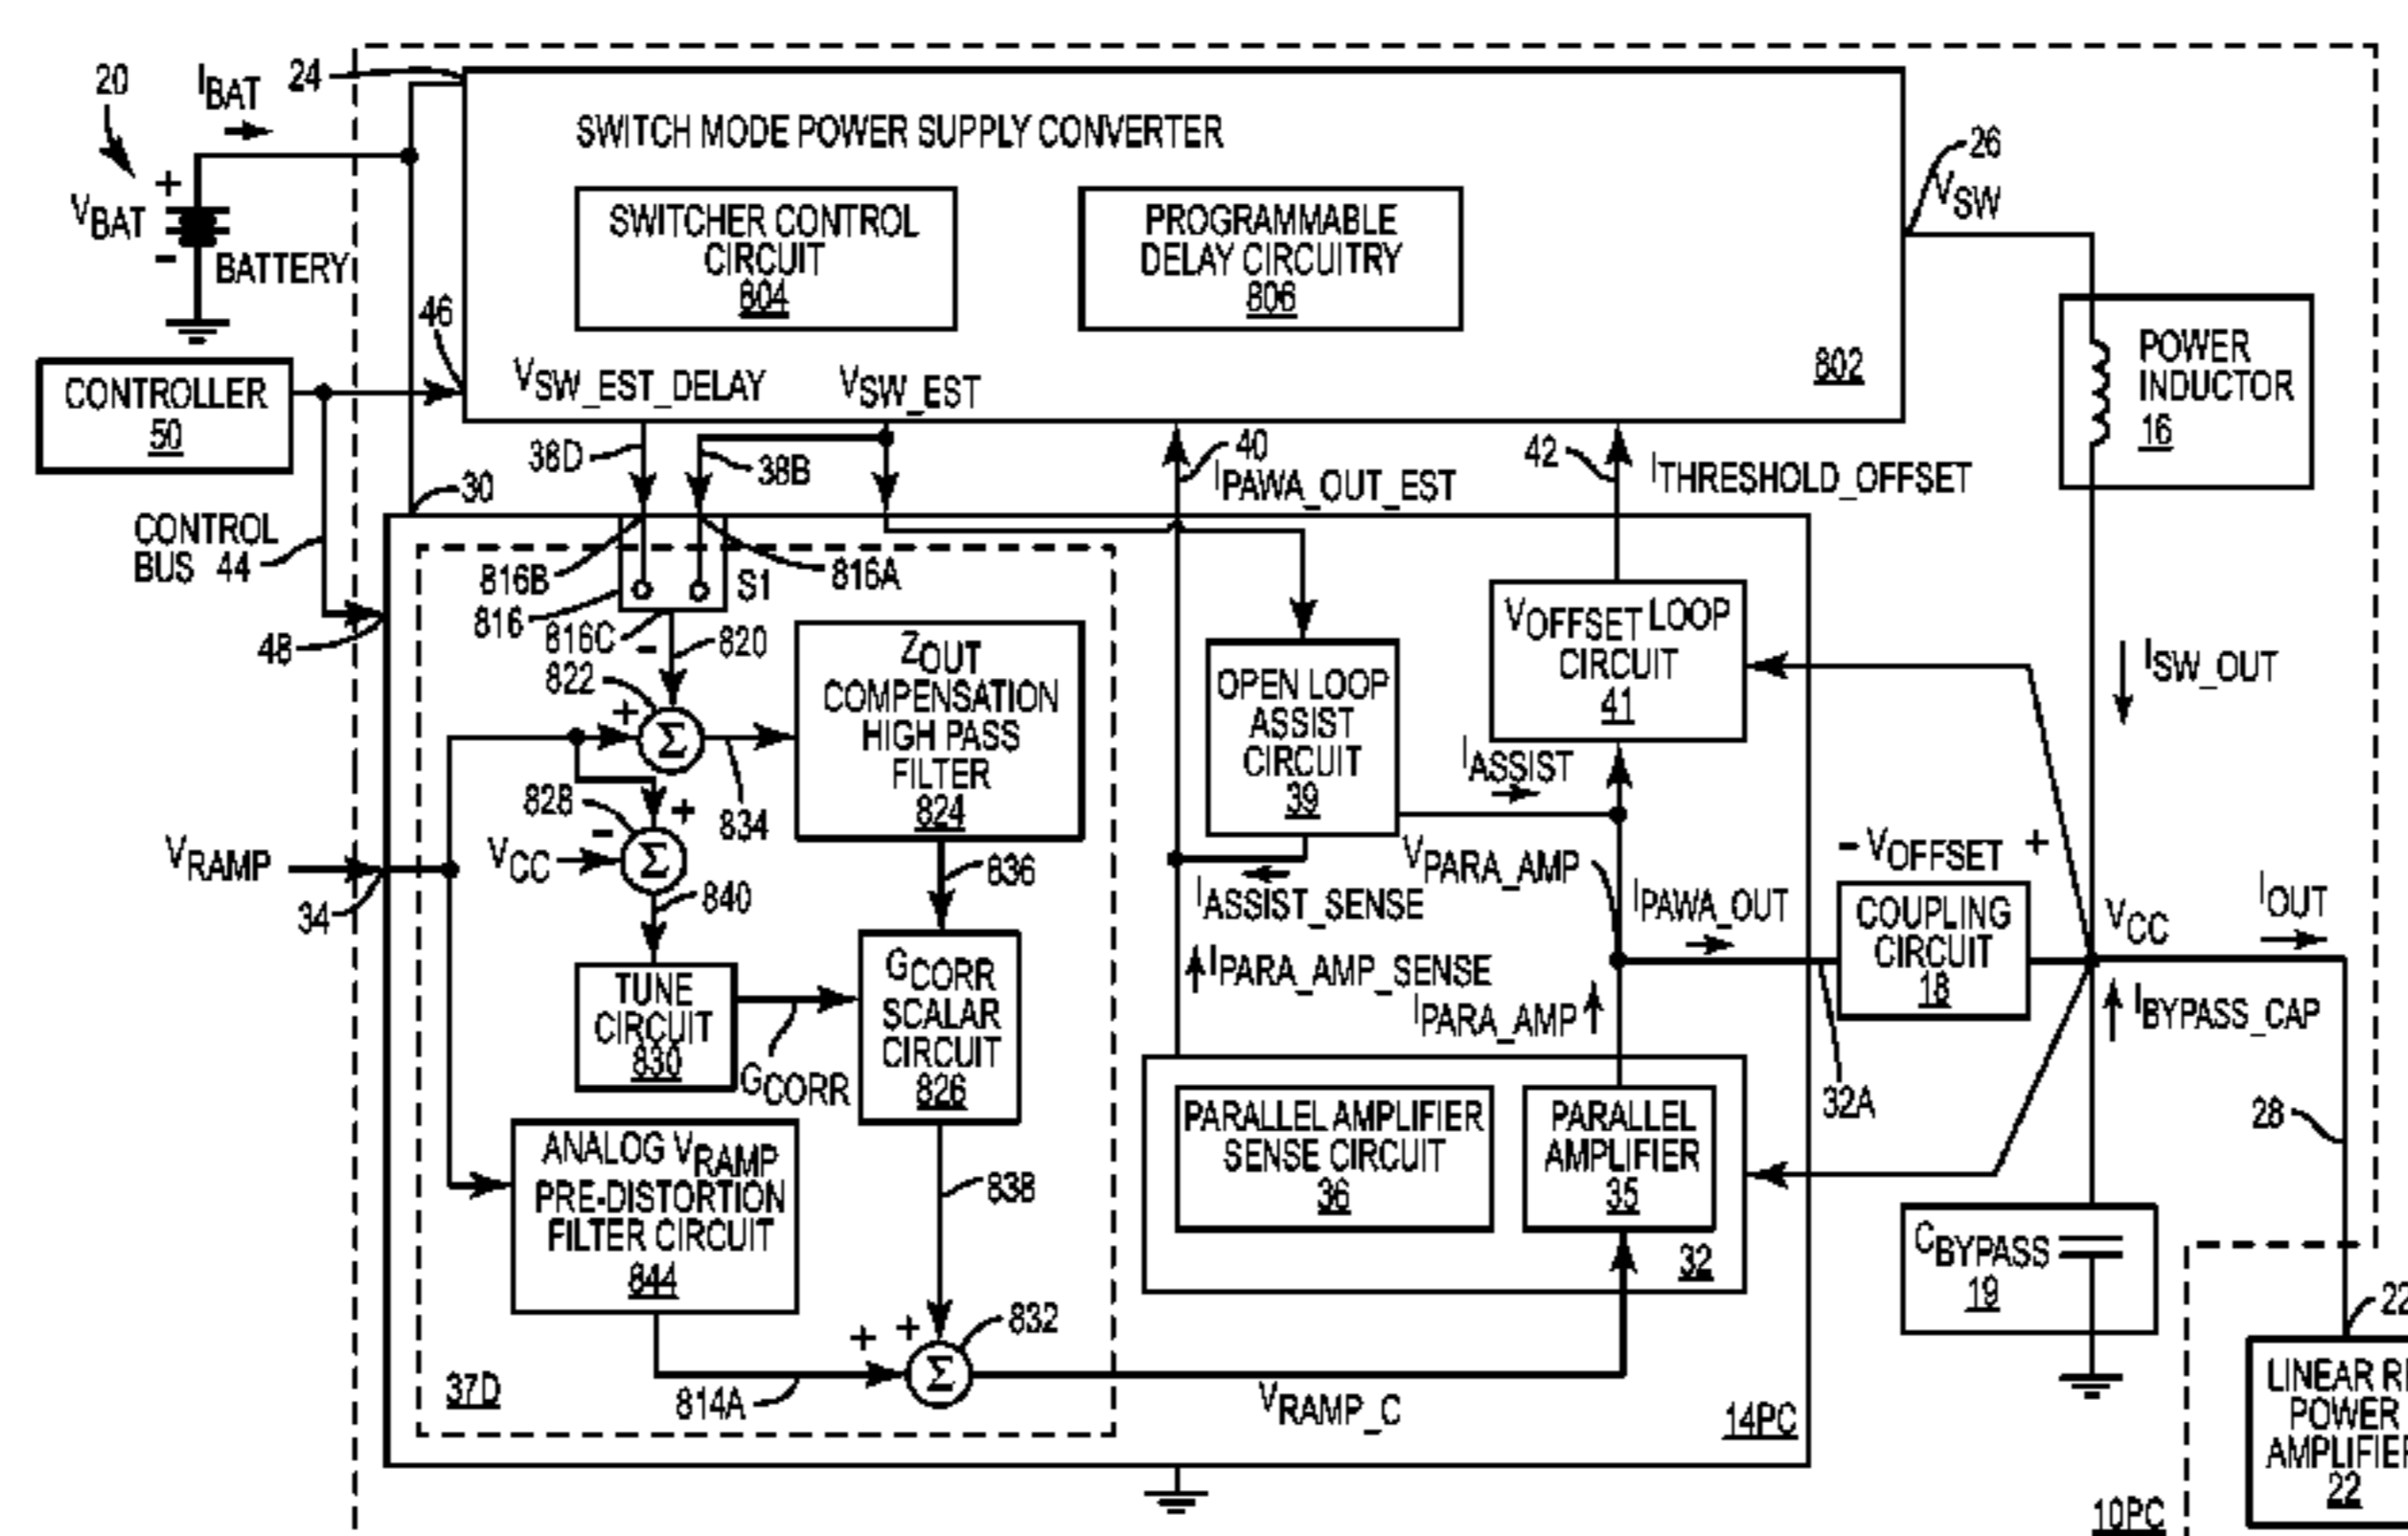 20
IBAT
24
SWITCH MODE POWER SUPPLY CONVERTER
26
VSW
+
VBAT
-
BATTERY
SWITCHER CONTROL
CIRCUIT
804
PROGRAMMABLE
DELAY CIRCUITRY
806
46
CONTROLLER
50
VSW_EST_DELAY
VSW_EST
802
POWER
INDUCTOR
16
38D
38B
40
IPAWA_OUT_EST
42
ITHRESHOLD_OFFSET
30
CONTROL
BUS 44
816B
816A
816
S1
816C
-
820
48
822
+
Σ
ZOUT
COMPENSATION
HIGH PASS
FILTER
824
OPEN LOOP
ASSIST
CIRCUIT
39
VOFFSET LOOP
CIRCUIT
41
ISW_OUT
IASSIST
828
-
+
834
VCC
Σ
VRAMP
34
840
836
VPARA_AMP
- VOFFSET +
IASSIST_SENSE
IPAWA_OUT
COUPLING
CIRCUIT
18
VCC
IOUT
TUNE
CIRCUIT
830
GCORR
GCORR
SCALAR
CIRCUIT
826
IPARA_AMP_SENSE
IPARA_AMP
IBYPASS_CAP
32A
28
PARALLEL AMPLIFIER
SENSE CIRCUIT
36
PARALLEL
AMPLIFIER
35
32
ANALOG VRAMP
PRE-DISTORTION
FILTER CIRCUIT
844
838
CBYPASS
19
+
+
832
Σ
37D
814A
VRAMP_C
14PC
22
LINEAR R
POWER
AMPLIFIER
22
10PC